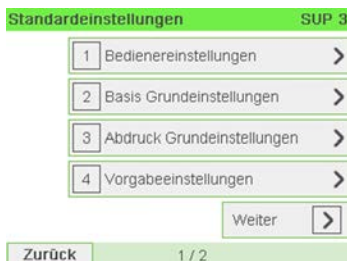 Standardeinstellungen SUP 3
1 Bedienereinstellungen
2 Basis Grundeinstellungen
3 Abdruck Grundeinstellungen
4 Vorgabeeinstellungen
Weiter
Zurück 1 / 2